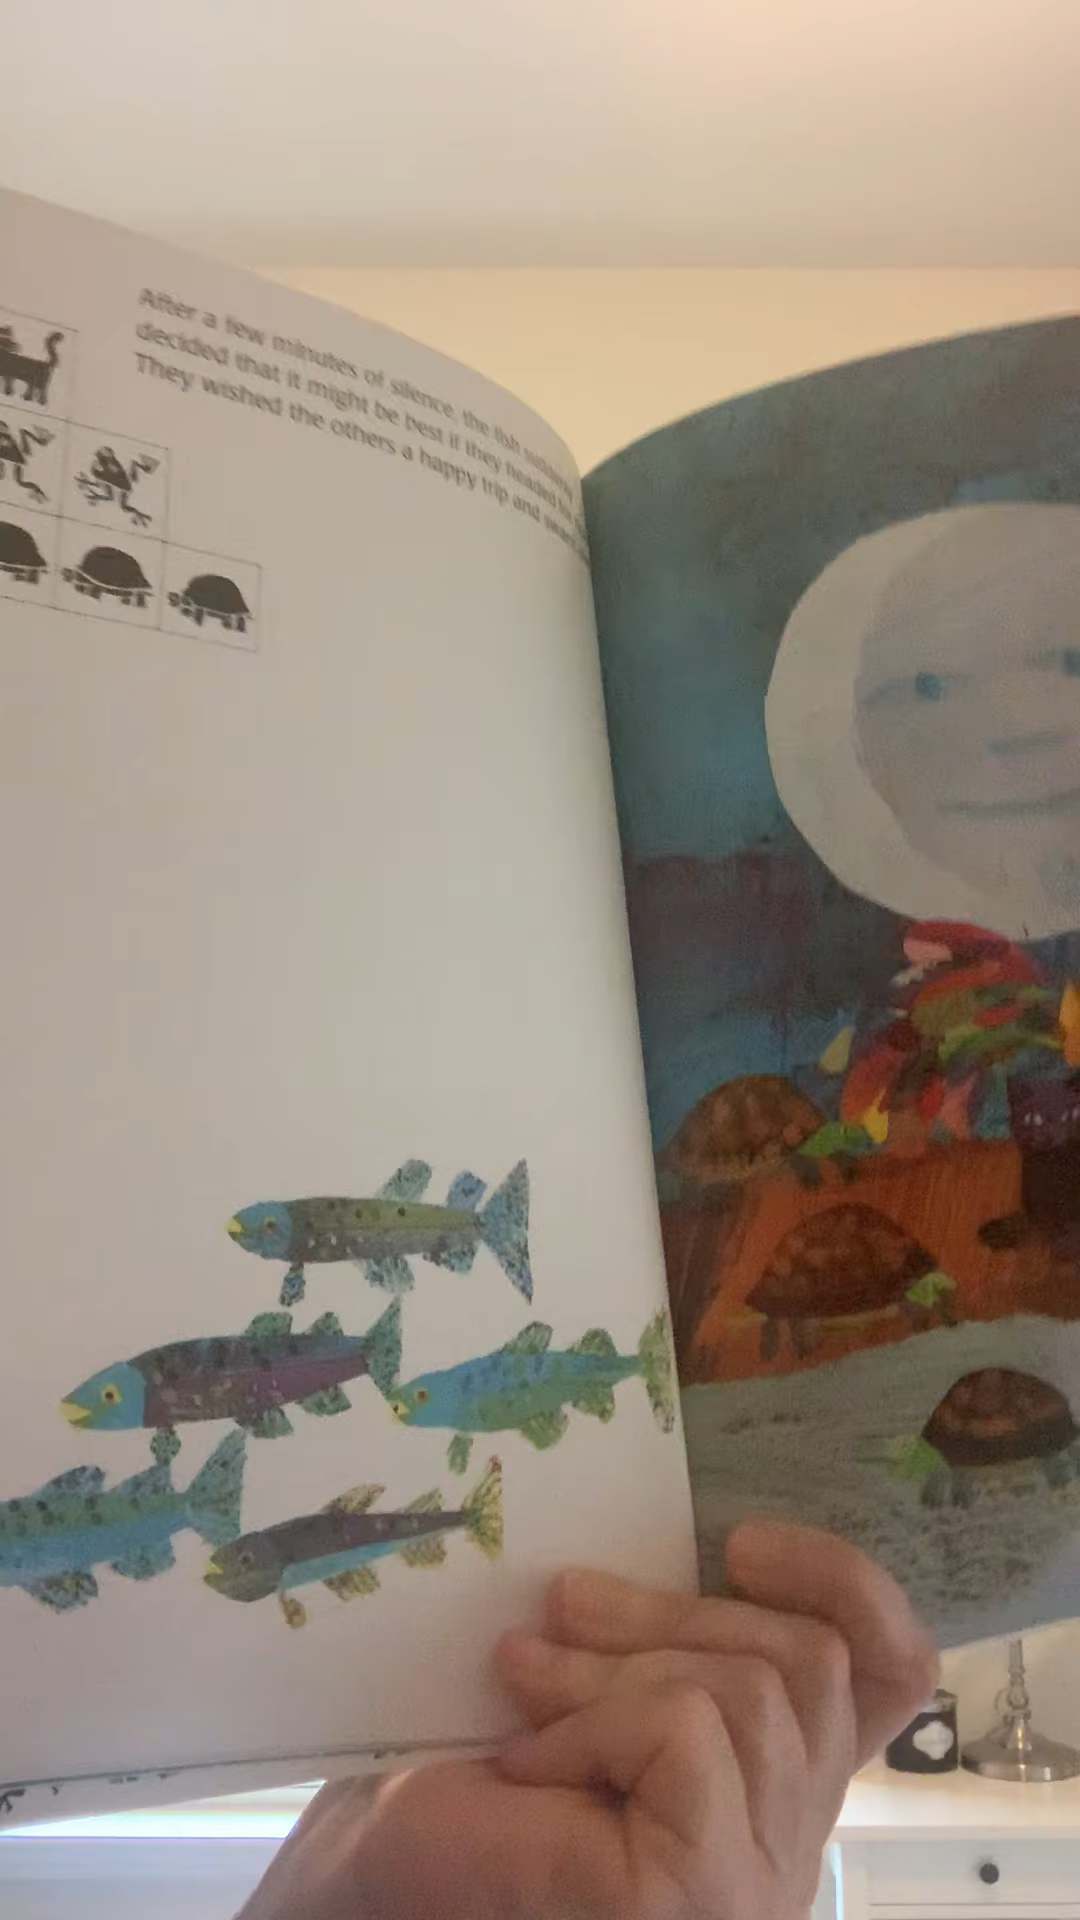 After a few minutes of silence, the fish suddenly
decided that it might be best if they headed
They wished the others a happy trip and